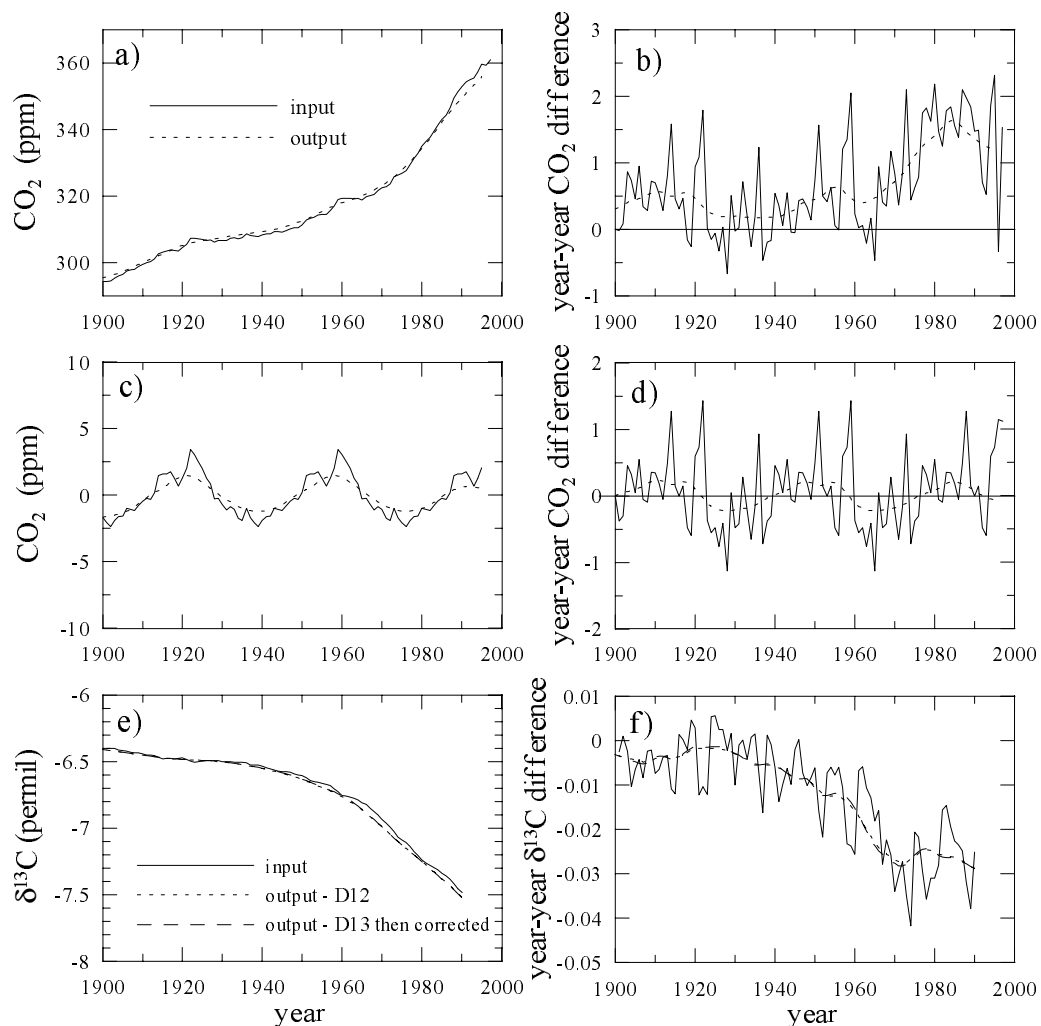 a)
CO2 (ppm)
360
340
320
300
input
output
1900 1920 1940 1960 1980 2000
b)
year-year CO2 difference
3
2
1
0
-1
1900 1920 1940 1960 1980 2000
c)
CO2 (ppm)
10
5
0
-5
-10
1900 1920 1940 1960 1980 2000
d)
year-year CO2 difference
2
1
0
-1
-2
1900 1920 1940 1960 1980 2000
e)
δ13C (permil)
-6
-6.5
-7
-7.5
-8
input
output - D12
output - D13 then corrected
1900 1920 1940 1960 1980 2000
year
f)
year-year δ13C difference
0.01
0
-0.01
-0.02
-0.03
-0.04
-0.05
1900 1920 1940 1960 1980 2000
year